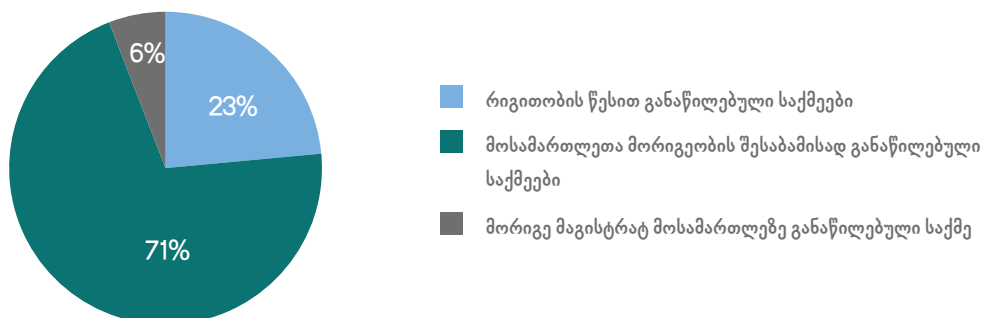 6%
23%
71%
რიგითობის წესით განაწილებული საქმეები
მოსამართლეთა მორიგეობის შესაბამისად განაწილებული
საქმეები
მორიგე მაგისტრატ მოსამართლეზე განაწილებული საქმე